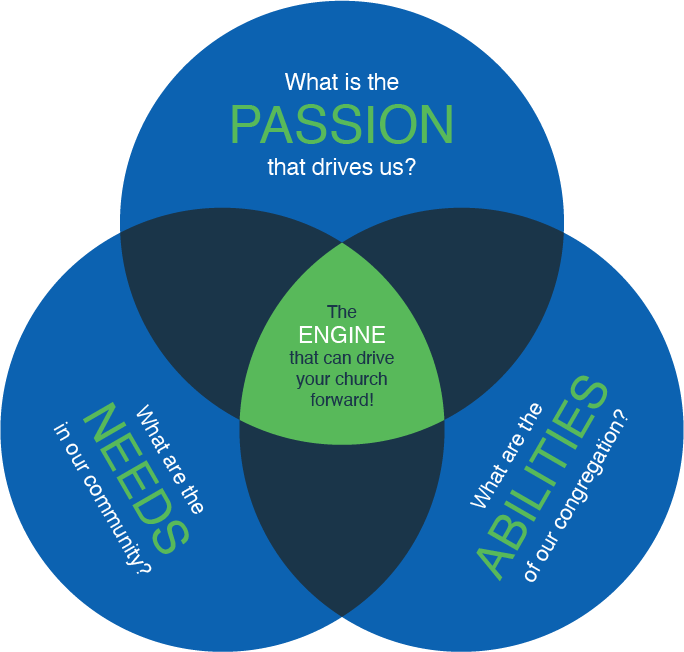 What is the
PASSION
that drives us?
The
ENGINE
that can drive
your church
forward!
What are the
NEEDS
in our community?
What are the
ABILITIES
of our congregation?